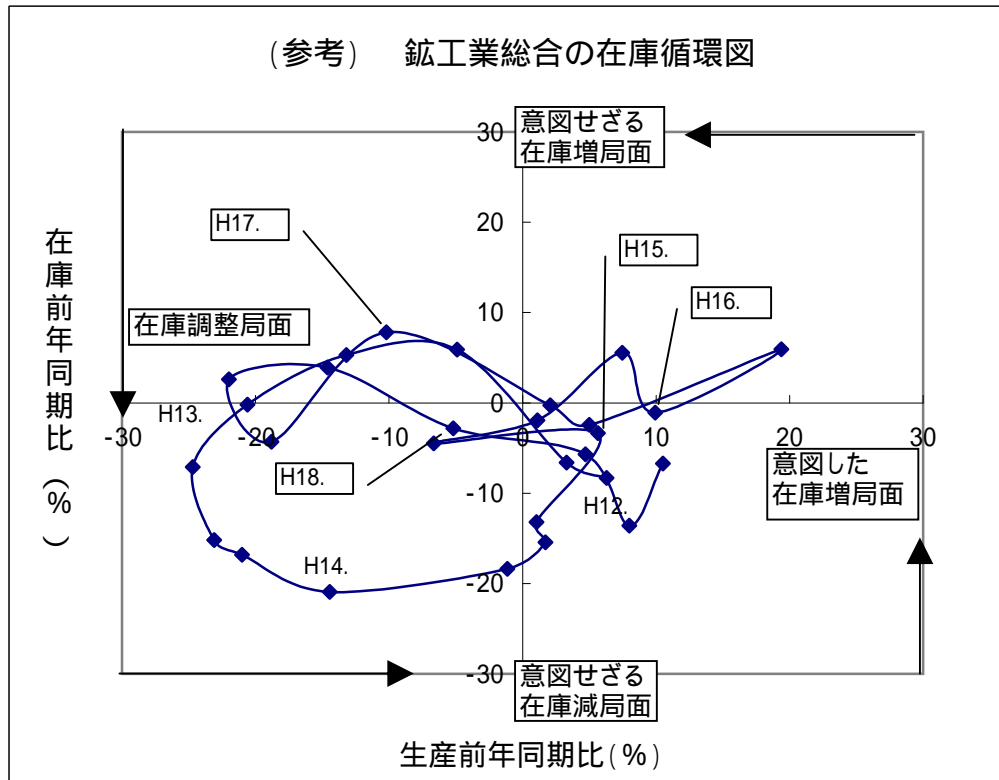 (参考) 鉱工業総合の在庫循環図
意図せざる
在庫増局面
30
20
10
0
-10
-20
-30
H17.
H15.
H16.
在庫調整局面
H13.
-30
-20
-10
0
10
20
30
H18.
意図した
在庫増局面
H12.
H14.
意図せざる
在庫減局面
在庫前年同期比(%)
生産前年同期比(%)